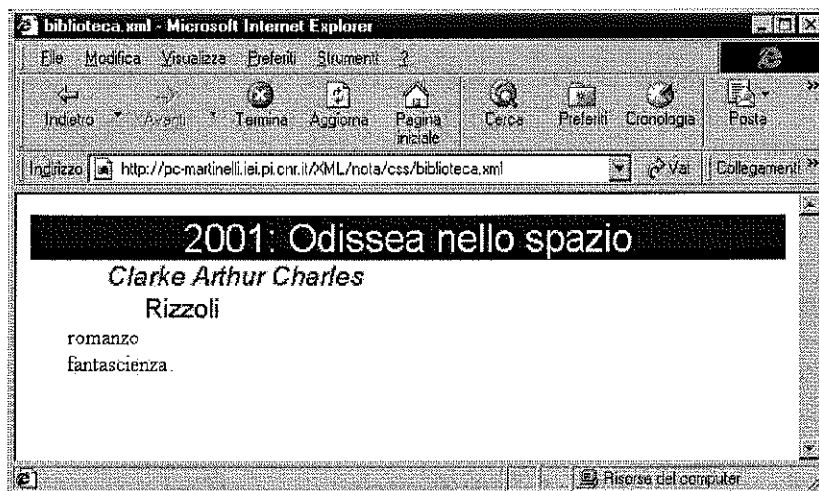 biblioteca.xml - Microsoft Internet Explorer
File Modifica Visualizza Preferiti Strumenti ?
Indietro Avanti Termina Aggiorna Pagina iniziale Cerca Preferiti Cronologia Posta »
Indirizzo http://pc-martinelli.iei.pi.cnr.it/XML/nota/css/biblioteca.xml Vai Collegamenti »
2001: Odissea nello spazio
Clarke Arthur Charles
Rizzoli
romanzo
fantascienza.
Risorse del computer